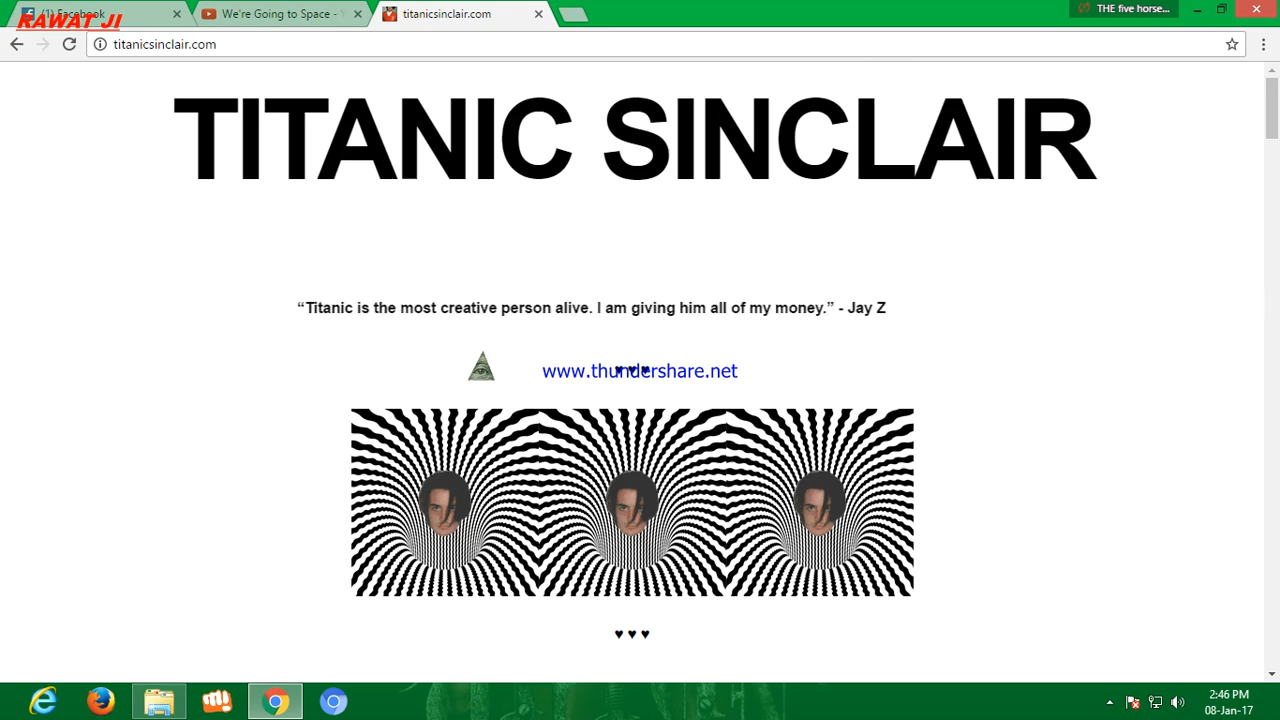 RAWAT JI
(1) Facebook
We're Going to Space - Y
titanicsinclair.com
THE five horse...
titanicsinclair.com
TITANIC SINCLAIR
“Titanic is the most creative person alive. I am giving him all of my money.” - Jay Z
www.thundershare.net
♥ ♥ ♥
♥ ♥ ♥
2:46 PM
08-Jan-17